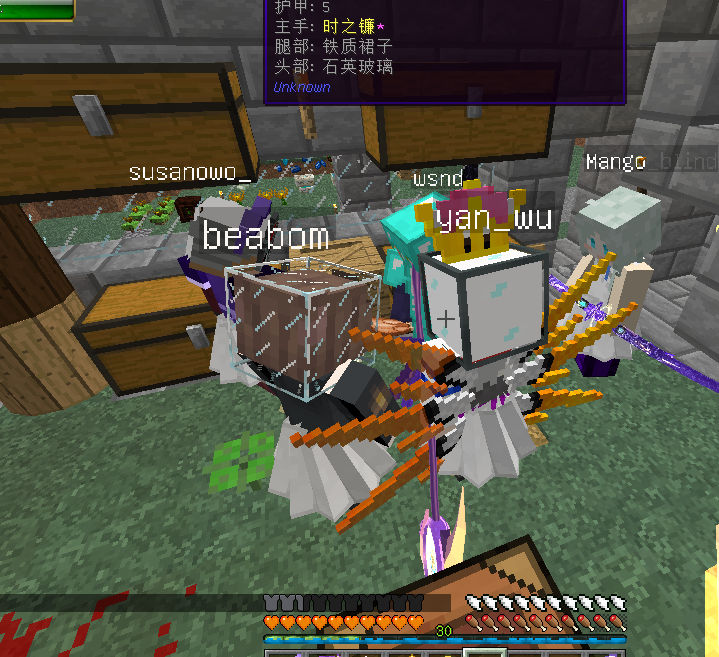 护甲: 5
主手: 时之镰*
腿部: 铁质裙子
头部: 石英玻璃
Unknown
susanowo_
wsnd
Mango_blind
beabom
yan_wu
30